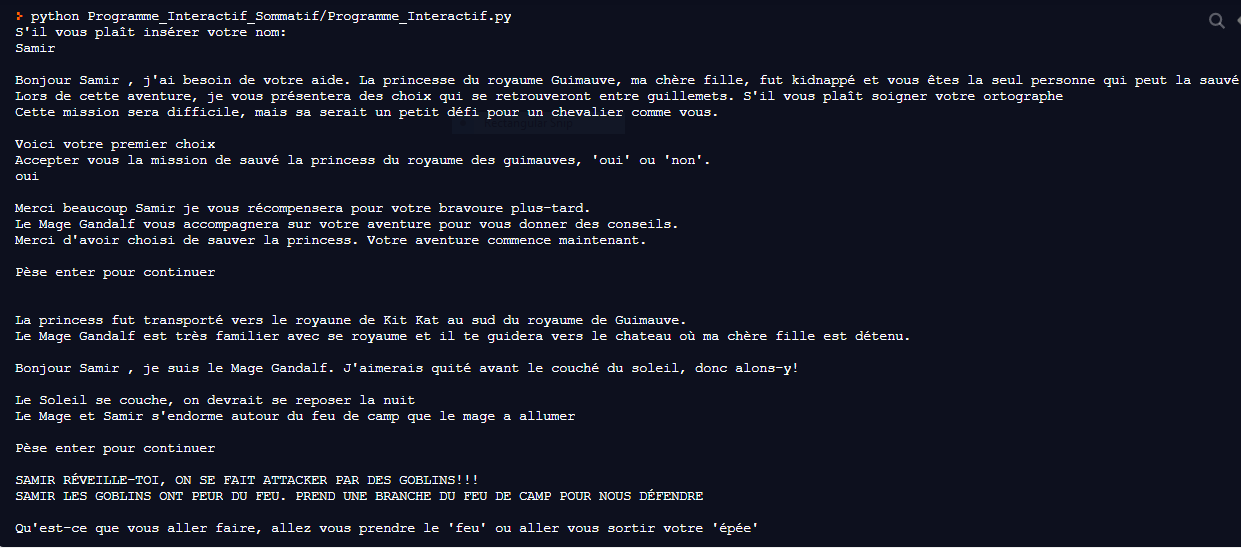 > python Programme_Interactif_Sommatif/Programme_Interactif.py
S'il vous plaît insérer votre nom:
Samir
Bonjour Samir , j'ai besoin de votre aide. La princesse du royaume Guimauve, ma chère fille, fut kidnappé et vous êtes la seul personne qui peut la sauvé
Lors de cette aventure, je vous présentera des choix qui se retrouveront entre guillemets. S'il vous plaît soigner votre ortographe
Cette mission sera difficile, mais sa serait un petit défi pour un chevalier comme vous.
Voici votre premier choix
Accepter vous la mission de sauvé la princess du royaume des guimauves, 'oui' ou 'non'.
oui
Merci beaucoup Samir je vous récompensera pour votre bravoure plus-tard.
Le Mage Gandalf vous accompagnera sur votre aventure pour vous donner des conseils.
Merci d'avoir choisi de sauver la princess. Votre aventure commence maintenant.
Pèse enter pour continuer
La princess fut transporté vers le royaune de Kit Kat au sud du royaume de Guimauve.
Le Mage Gandalf est très familier avec se royaume et il te guidera vers le chateau où ma chère fille est détenu.
Bonjour Samir , je suis le Mage Gandalf. J'aimerais quité avant le couché du soleil, donc alons-y!
Le Soleil se couche, on devrait se reposer la nuit
Le Mage et Samir s'endorme autour du feu de camp que le mage a allumer
Pèse enter pour continuer
SAMIR RÉVEILLE-TOI, ON SE FAIT ATTACKER PAR DES GOBLINS!!!
SAMIR LES GOBLINS ONT PEUR DU FEU. PREND UNE BRANCHE DU FEU DE CAMP POUR NOUS DÉFENDRE
Qu'est-ce que vous aller faire, allez vous prendre le 'feu' ou aller vous sortir votre 'épée'